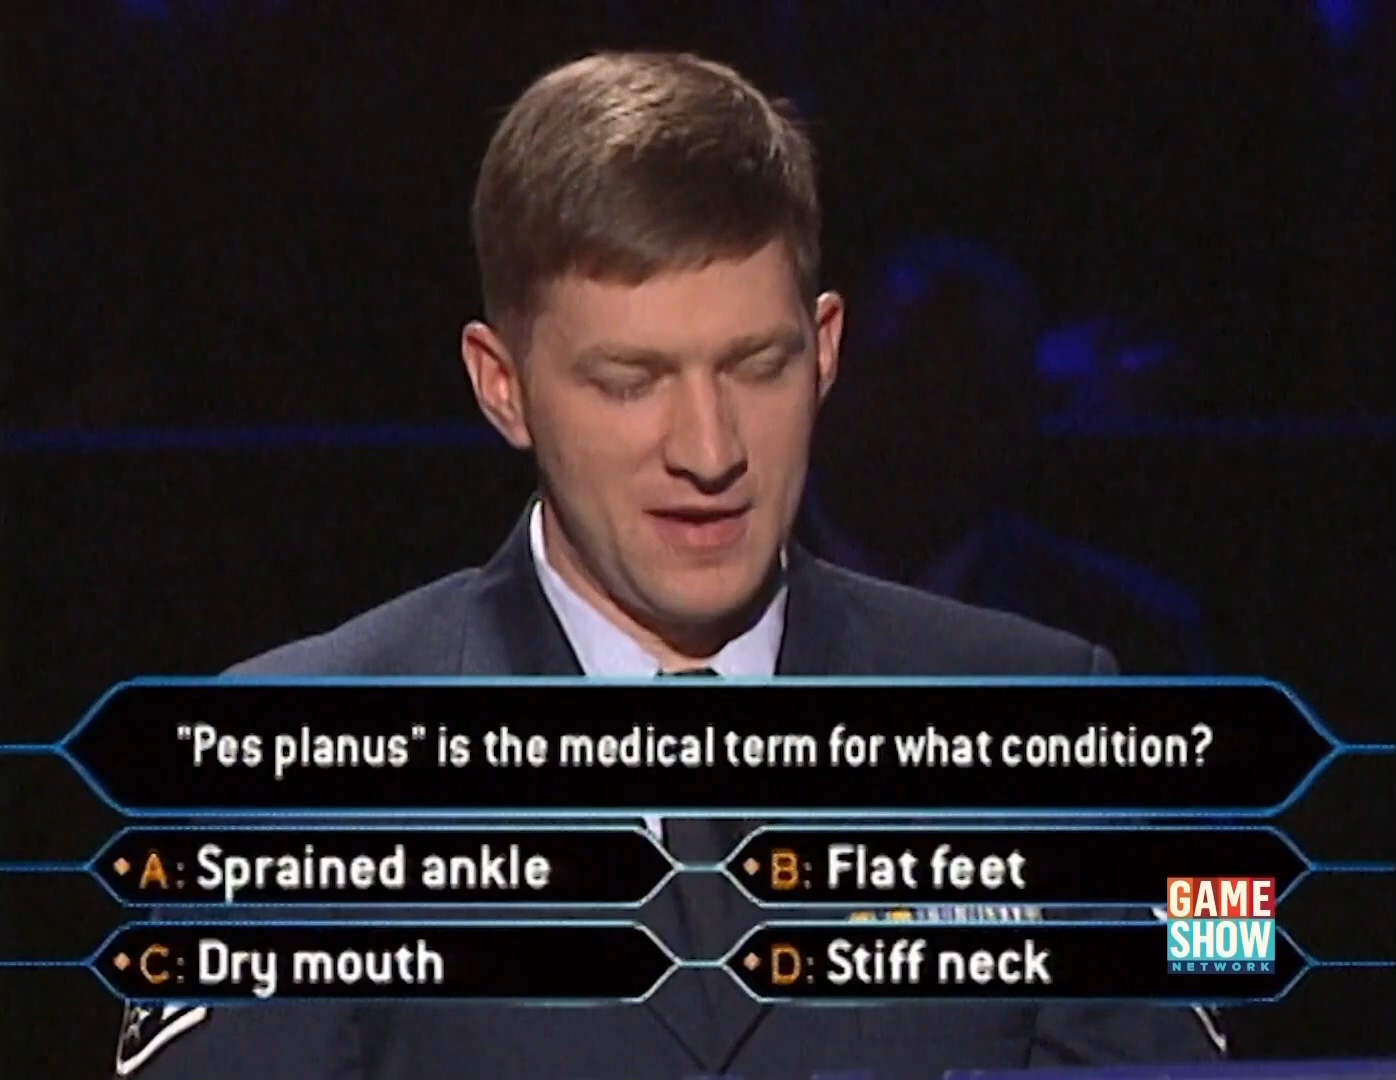 "Pes planus" is the medical term for what condition?
A: Sprained ankle
B: Flat feet
C: Dry mouth
D: Stiff neck
GAME
SHOW
NETWORK